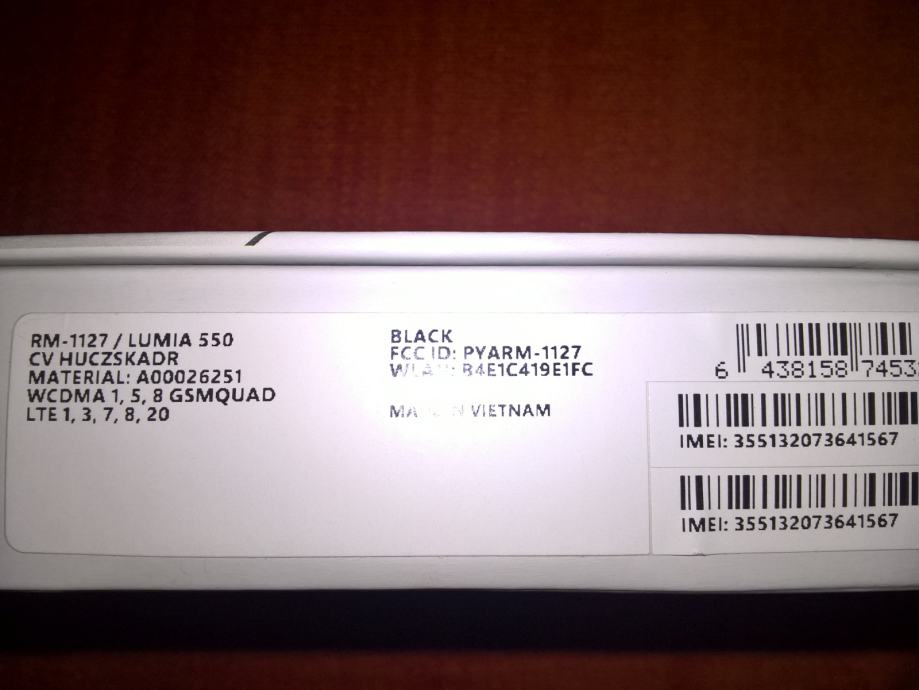 RM-1127 / LUMIA 550
CV HUCZSKADR
MATERIAL: A00026251
WCDMA 1, 5, 8 GSMQUAD
LTE 1, 3, 7, 8, 20
BLACK
FCC ID: PYARM-1127
B4E1C419E1FC
VIETNAM
6 438158 7453
IMEI: 355132073641567
IMEI: 355132073641567